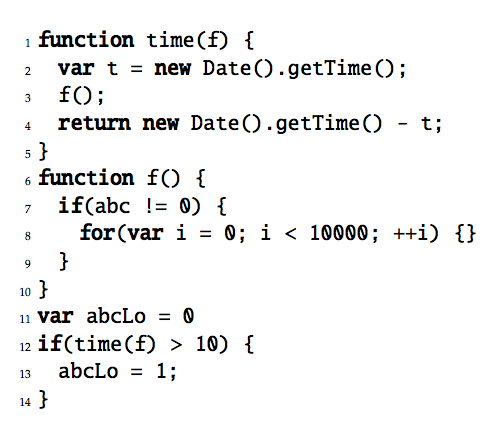 1 function time(f) {
2   var t = new Date().getTime();
3   f();
4   return new Date().getTime() - t;
5 }
6 function f() {
7   if(abc != 0) {
8     for(var i = 0; i < 10000; ++i) {}
9   }
10 }
11 var abcLo = 0
12 if(time(f) > 10) {
13   abcLo = 1;
14 }